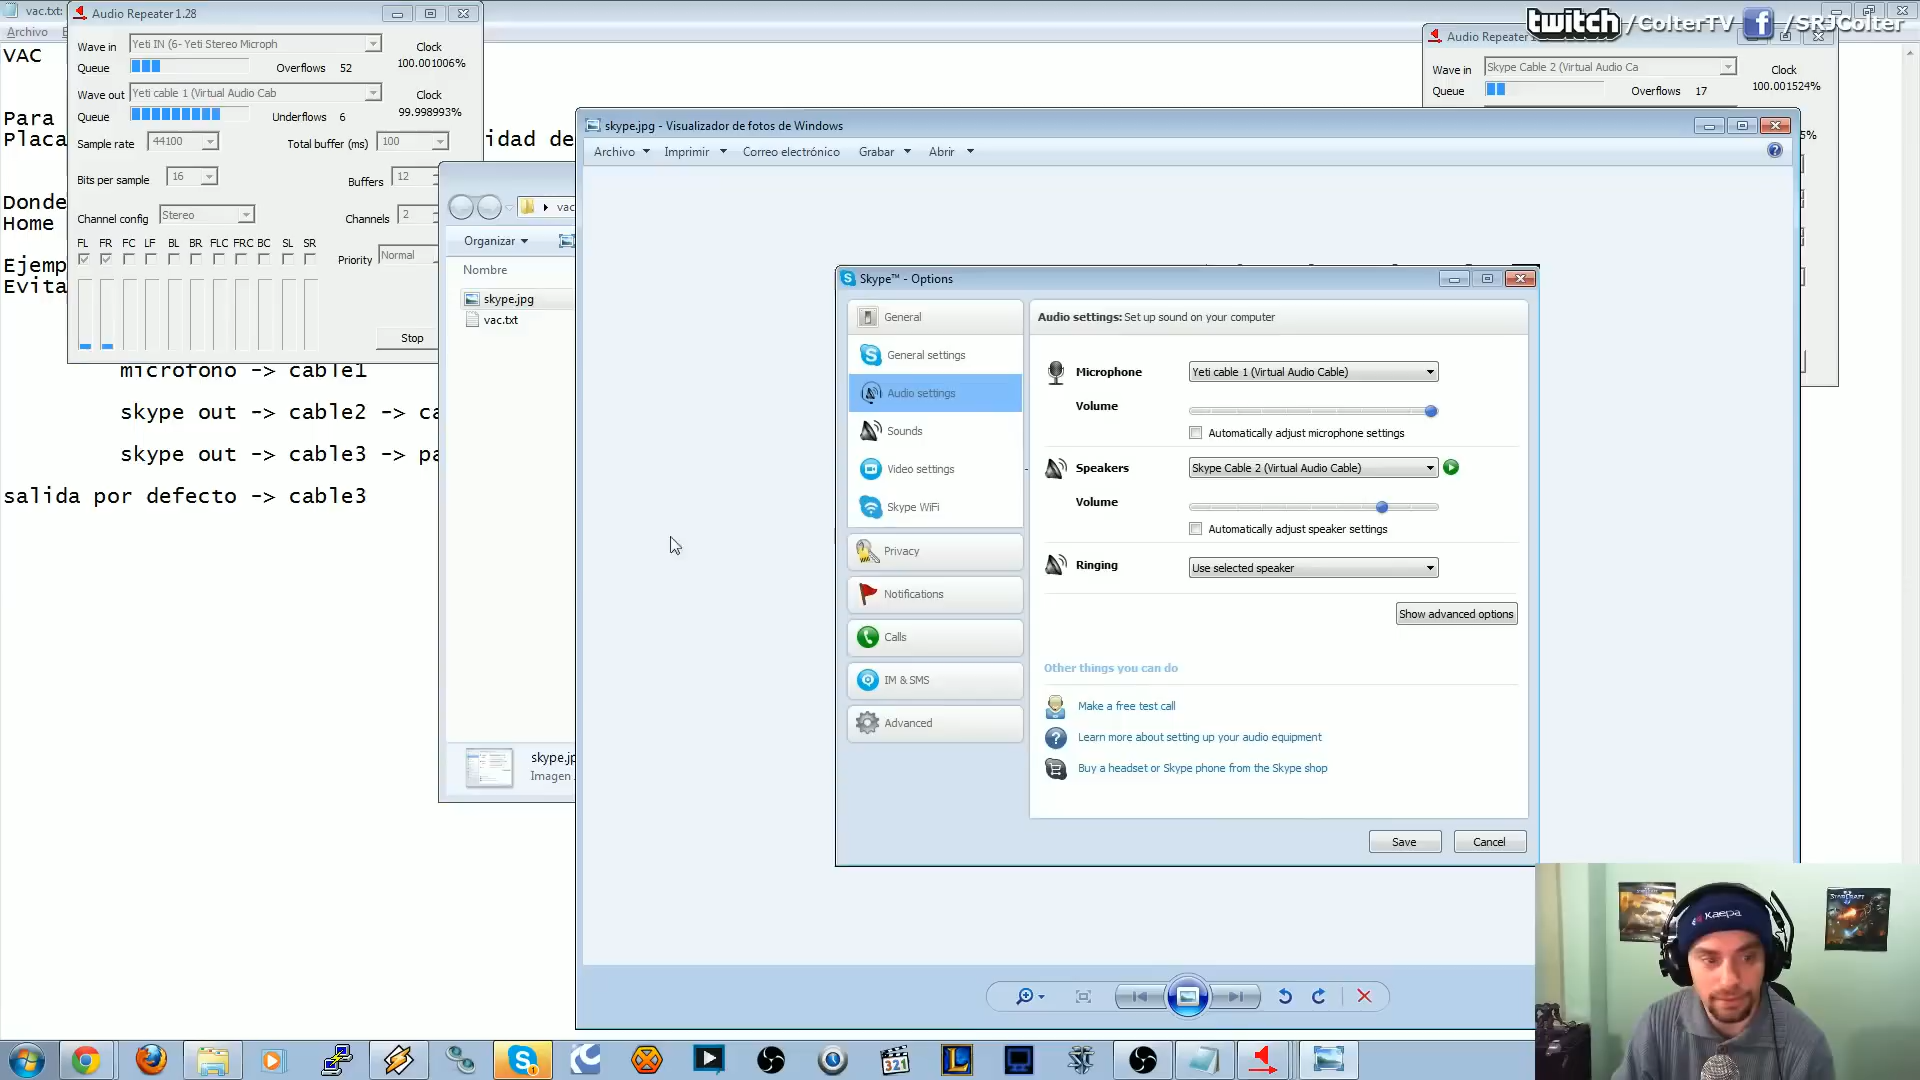 vac.txt:
Audio Repeater 1.28
twitch /ColterTV f /SRJColter
Archivo
VAC
Wave in
Yeti IN (6- Yeti Stereo Microph
Clock
Queue
Overflows 52
100.001006%
Wave out
Yeti cable 1 (Virtual Audio Cab
Clock
Queue
Underflows 6
99.998993%
Sample rate
44100
Total buffer (ms)
100
Bits per sample
16
Buffers
12
Channel config
Stereo
Channels
2
FL FR FC LF BL BR FLC FRC BC SL SR
Priority
Normal
Stop
Audio Repeater
Wave in
Skype Cable 2 (Virtual Audio Ca
Clock
Queue
Overflows 17
100.001524%
5%
Para
Placa
idad de
Donde
Home
Ejemp
Evita
microfono -> cable1
skype out -> cable2 -> ca
skype out -> cable3 -> pa
salida por defecto -> cable3
vac
Organizar
Nombre
skype.jpg
vac.txt
skype.jp
Imagen
skype.jpg - Visualizador de fotos de Windows
Archivo Imprimir Correo electrónico Grabar Abrir
Skype™ - Options
General
General settings
Audio settings
Sounds
Video settings
Skype WiFi
Privacy
Notifications
Calls
IM & SMS
Advanced
Audio settings: Set up sound on your computer
Microphone
Yeti cable 1 (Virtual Audio Cable)
Volume
Automatically adjust microphone settings
Speakers
Skype Cable 2 (Virtual Audio Cable)
Volume
Automatically adjust speaker settings
Ringing
Use selected speaker
Show advanced options
Other things you can do
Make a free test call
Learn more about setting up your audio equipment
Buy a headset or Skype phone from the Skype shop
Save
Cancel
Kaepa
STARCRAFT
321